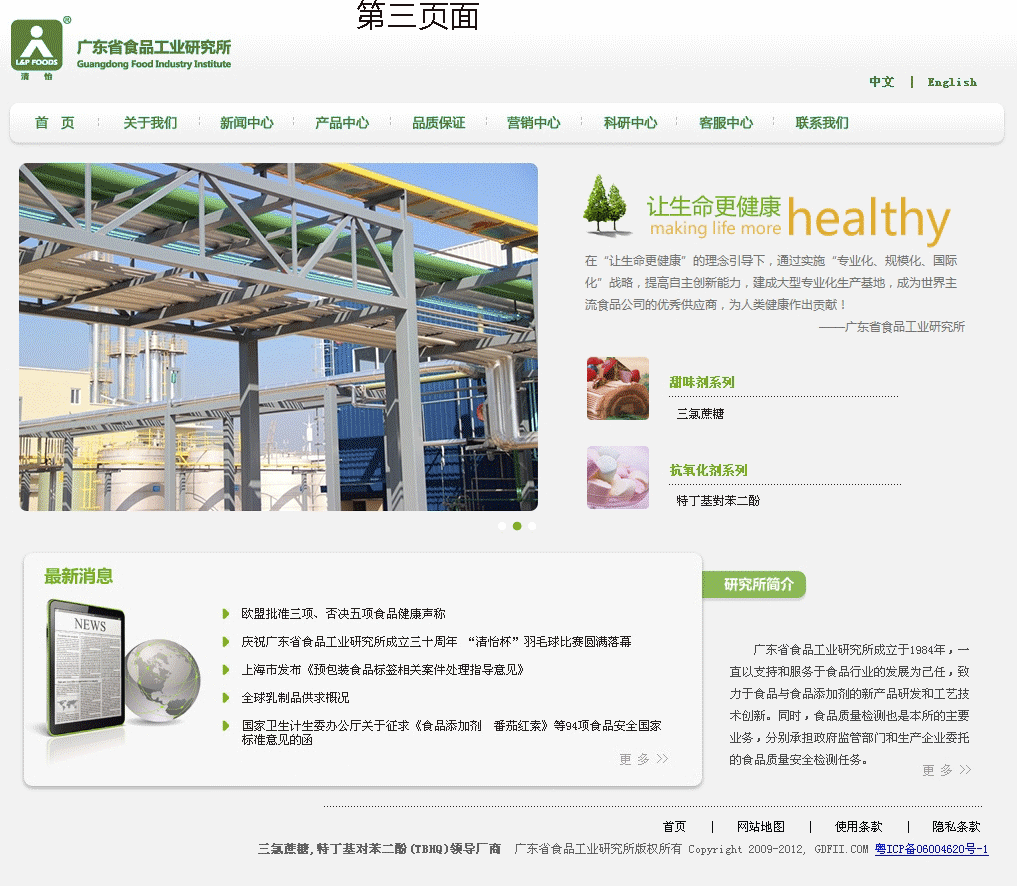 第三页面
®
L&P FOODS
清 怡
广东省食品工业研究所
Guangdong Food Industry Institute
中文 | English
首 页
关于我们
新闻中心
产品中心
品质保证
营销中心
科研中心
客服中心
联系我们
让生命更健康
making life more healthy
在“让生命更健康”的理念引导下，通过实施“专业化、规模化、国际
化”战略，提高自主创新能力，建成大型专业化生产基地，成为世界主
流食品公司的优秀供应商，为人类健康作出贡献！
——广东省食品工业研究所
甜味剂系列
三氯蔗糖
抗氧化剂系列
特丁基對苯二酚
最新消息
NEWS
欧盟批准三项、否决五项食品健康声称
庆祝广东省食品工业研究所成立三十周年 “清怡杯”羽毛球比赛圆满落幕
上海市发布《预包装食品标签相关案件处理指导意见》
全球乳制品供求概况
国家卫生计生委办公厅关于征求《食品添加剂 番茄红素》等94项食品安全国家
标准意见的函
更 多 >>
研究所简介
广东省食品工业研究所成立于1984年，一
直以支持和服务于食品行业的发展为己任，致
力于食品与食品添加剂的新产品研发和工艺技
术创新。同时，食品质量检测也是本所的主要
业务，分别承担政府监管部门和生产企业委托
的食品质量安全检测任务。
更 多 >>
首页 | 网站地图 | 使用条款 | 隐私条款
三氯蔗糖,特丁基对苯二酚(TBHQ)领导厂商 广东省食品工业研究所版权所有 Copyright 2009-2012, GDFII.COM 粤ICP备06004620号-1